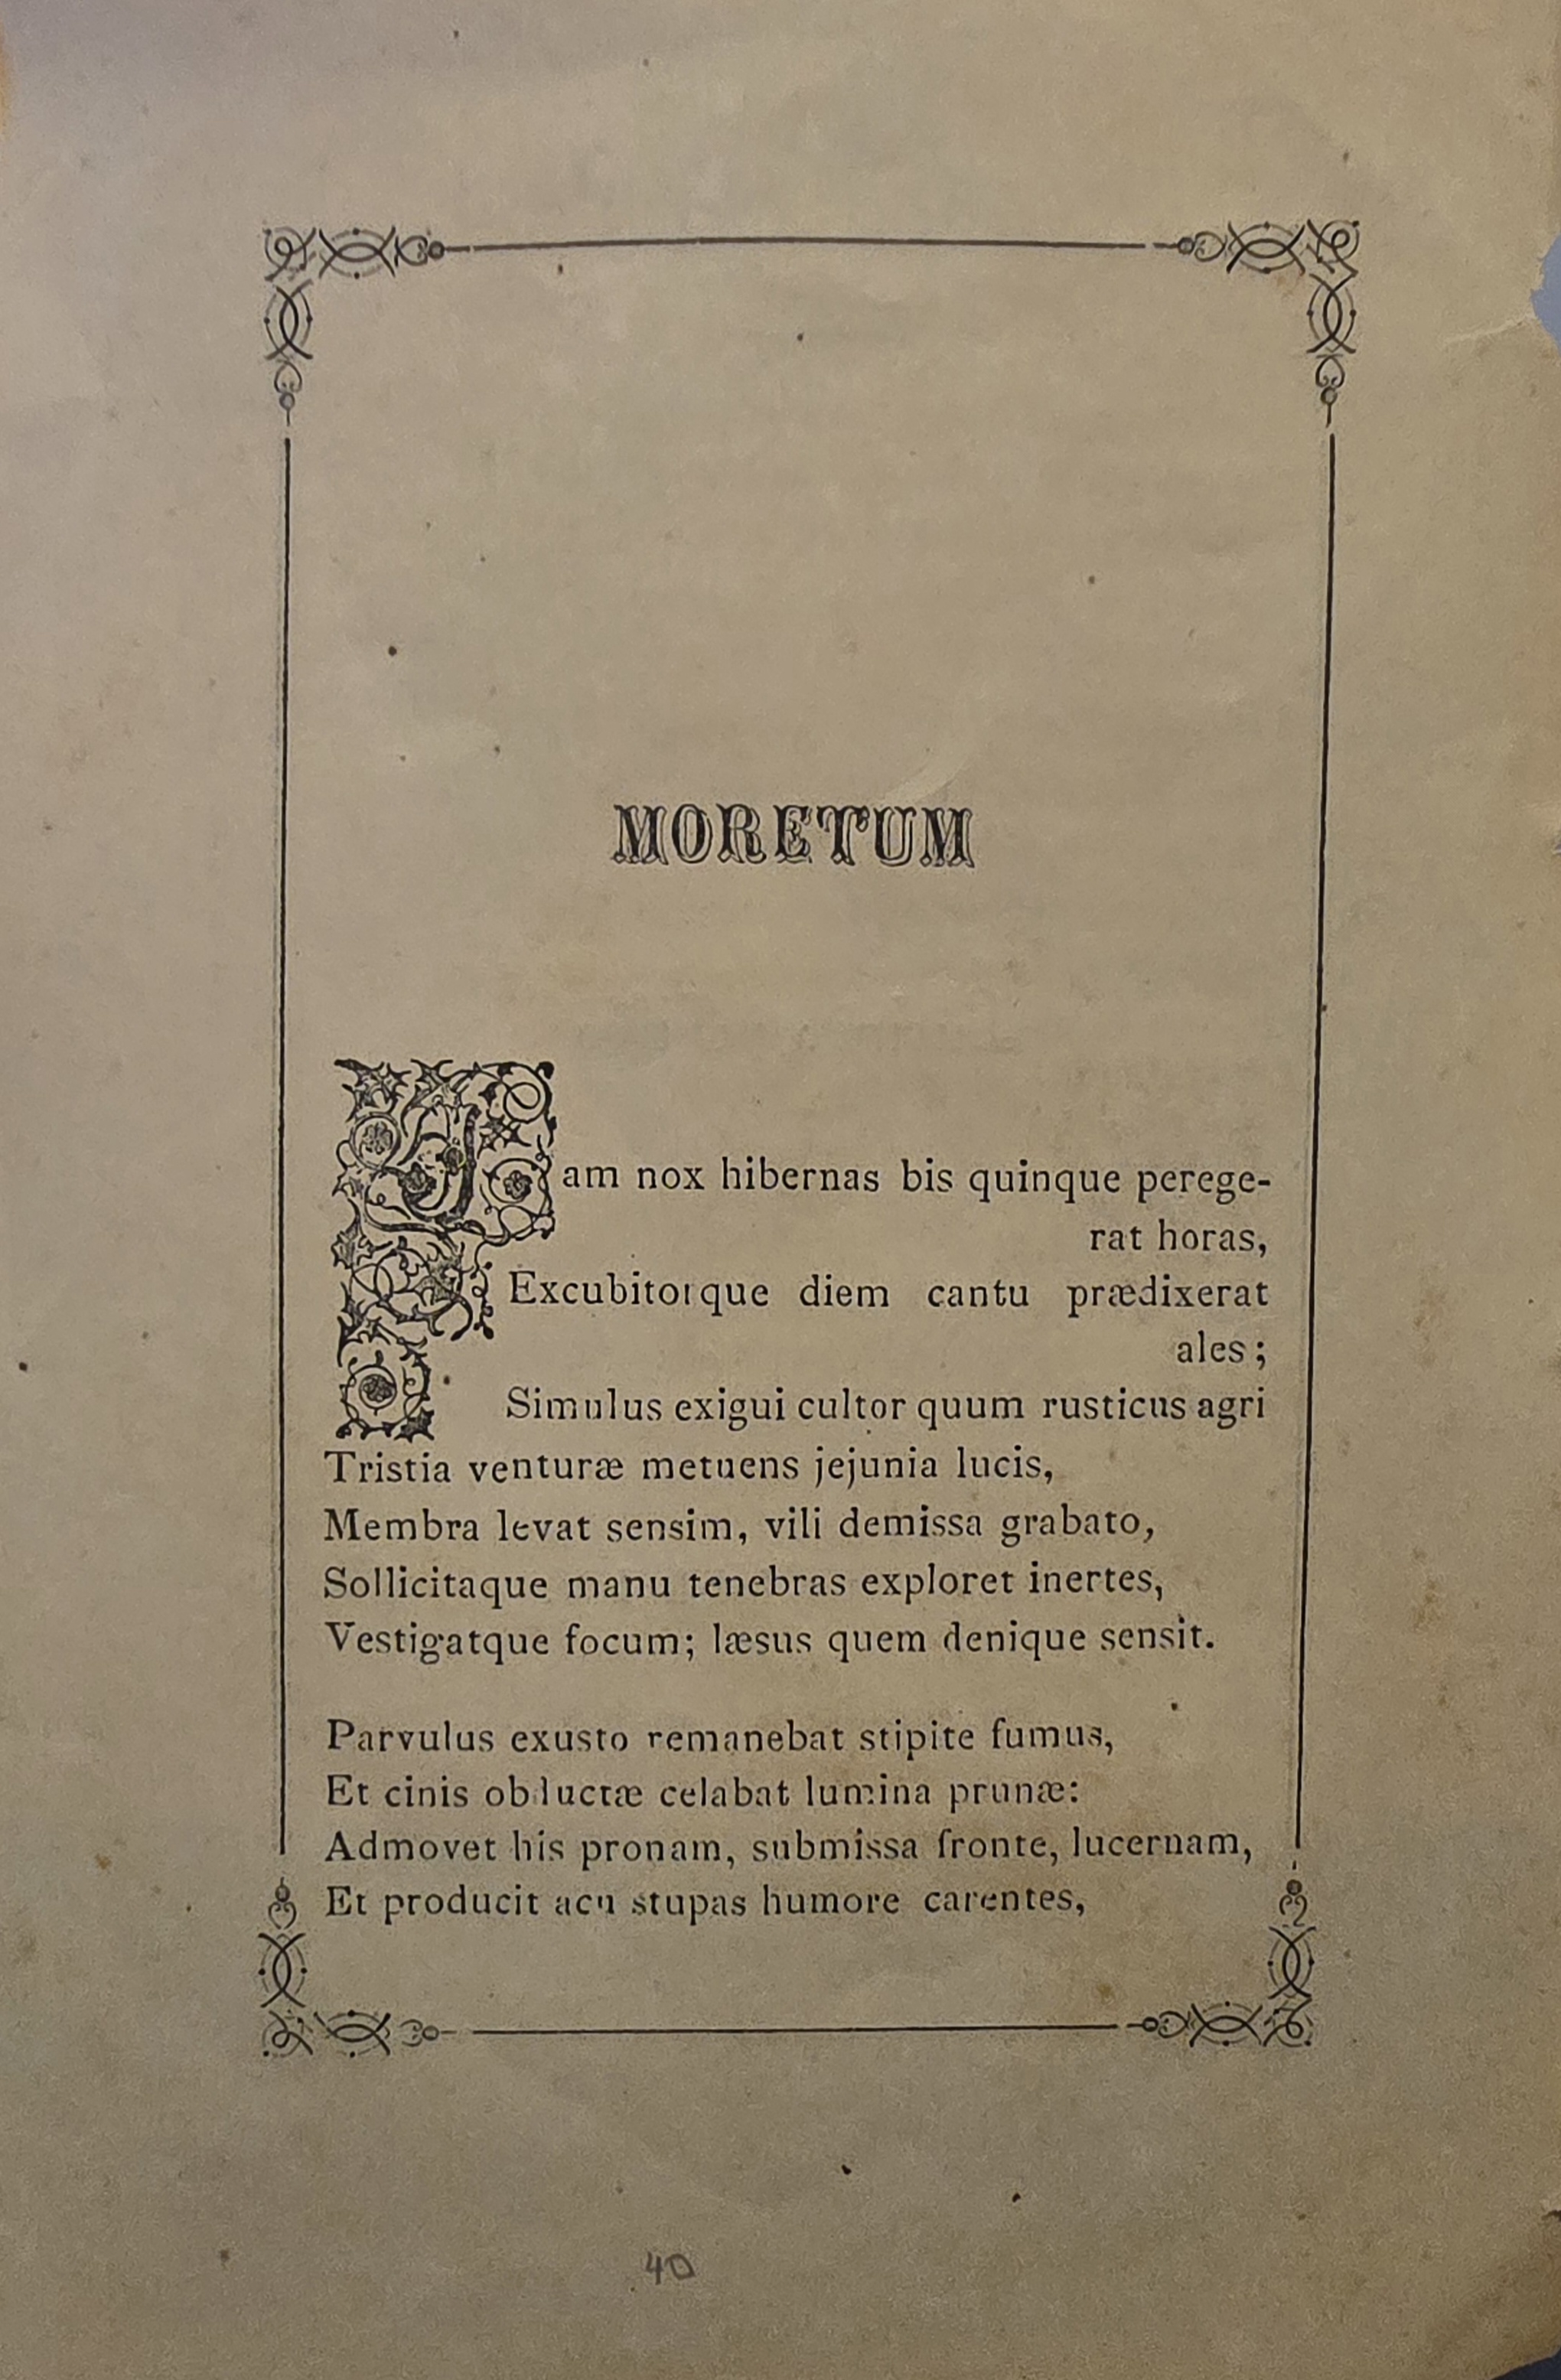 MORETUM
Jam nox hibernas bis quinque perege-
rat horas,
Excubitorque diem cantu prædixerat
ales;
Simulus exigui cultor quum rusticus agri
Tristia venturæ metuens jejunia lucis,
Membra levat sensim, vili demissa grabato,
Sollicitaque manu tenebras exploret inertes,
Vestigatque focum; læsus quem denique sensit.
Parvulus exusto remanebat stipite fumus,
Et cinis obductæ celabat lumina prunæ:
Admovet his pronam, submissa fronte, lucernam,
Et producit acu stupas humore carentes,
40